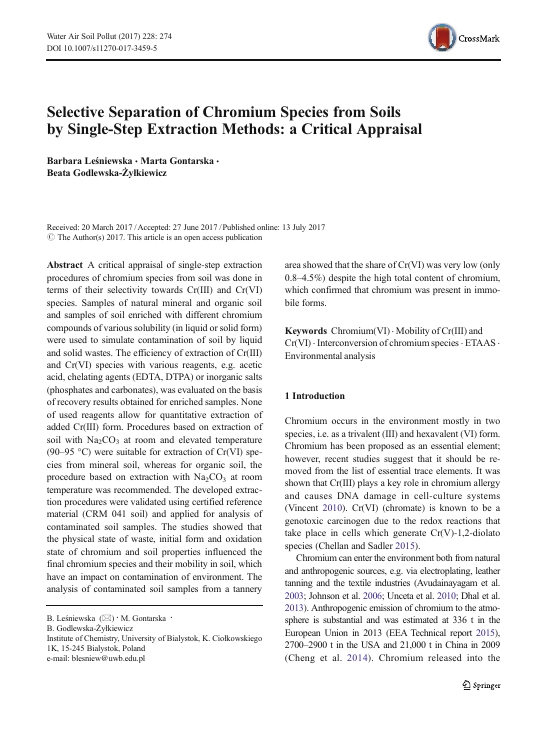 Water Air Soil Pollut (2017) 228: 274
DOI 10.1007/s11270-017-3459-5
CrossMark
Selective Separation of Chromium Species from Soils
by Single-Step Extraction Methods: a Critical Appraisal
Barbara Leśniewska · Marta Gontarska ·
Beata Godlewska-Żyłkiewicz
Received: 20 March 2017 / Accepted: 27 June 2017 / Published online: 13 July 2017
© The Author(s) 2017. This article is an open access publication
Abstract A critical appraisal of single-step extraction
procedures of chromium species from soil was done in
terms of their selectivity towards Cr(III) and Cr(VI)
species. Samples of natural mineral and organic soil
and samples of soil enriched with different chromium
compounds of various solubility (in liquid or solid form)
were used to simulate contamination of soil by liquid
and solid wastes. The efficiency of extraction of Cr(III)
and Cr(VI) species with various reagents, e.g. acetic
acid, chelating agents (EDTA, DTPA) or inorganic salts
(phosphates and carbonates), was evaluated on the basis
of recovery results obtained for enriched samples. None
of used reagents allow for quantitative extraction of
added Cr(III) form. Procedures based on extraction of
soil with Na₂CO₃ at room and elevated temperature
(90–95 °C) were suitable for extraction of Cr(VI) spe-
cies from mineral soil, whereas for organic soil, the
procedure based on extraction with Na₂CO₃ at room
temperature was recommended. The developed extrac-
tion procedures were validated using certified reference
material (CRM 041 soil) and applied for analysis of
contaminated soil samples. The studies showed that
the physical state of waste, initial form and oxidation
state of chromium and soil properties influenced the
final chromium species and their mobility in soil, which
have an impact on contamination of environment. The
analysis of contaminated soil samples from a tannery
B. Leśniewska (✉) · M. Gontarska ·
B. Godlewska-Żyłkiewicz
Institute of Chemistry, University of Bialystok, K. Ciolkowskiego
1K, 15-245 Bialystok, Poland
e-mail: blesniew@uwb.edu.pl
area showed that the share of Cr(VI) was very low (only
0.8–4.5%) despite the high total content of chromium,
which confirmed that chromium was present in immo-
bile forms.
Keywords Chromium(VI) · Mobility of Cr(III) and
Cr(VI) · Interconversion of chromium species · ETAAS ·
Environmental analysis
1 Introduction
Chromium occurs in the environment mostly in two
species, i.e. as a trivalent (III) and hexavalent (VI) form.
Chromium has been proposed as an essential element;
however, recent studies suggest that it should be re-
moved from the list of essential trace elements. It was
shown that Cr(III) plays a key role in chromium allergy
and causes DNA damage in cell-culture systems
(Vincent 2010). Cr(VI) (chromate) is known to be a
genotoxic carcinogen due to the redox reactions that
take place in cells which generate Cr(V)-1,2-diolato
species (Chellan and Sadler 2015).
Chromium can enter the environment both from natural
and anthropogenic sources, e.g. via electroplating, leather
tanning and the textile industries (Avudainayagam et al.
2003; Johnson et al. 2006; Unceta et al. 2010; Dhal et al.
2013). Anthropogenic emission of chromium to the atmo-
sphere is substantial and was estimated at 336 t in the
European Union in 2013 (EEA Technical report 2015),
2700–2900 t in the USA and 21,000 t in China in 2009
(Cheng et al. 2014). Chromium released into the
Springer